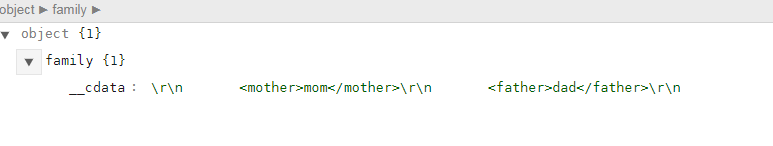 object ▶ family ▶
▼ object {1}
▼ family {1}
__cdata : \r\n       <mother>mom</mother>\r\n       <father>dad</father>\r\n